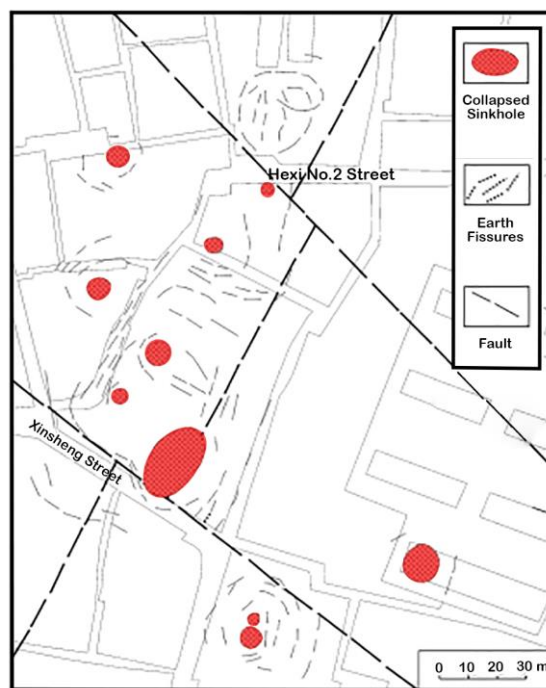 Collapsed
Sinkhole
Hexi No.2 Street
Earth
Fissures
Fault
Xinsheng Street
0 10 20 30 m